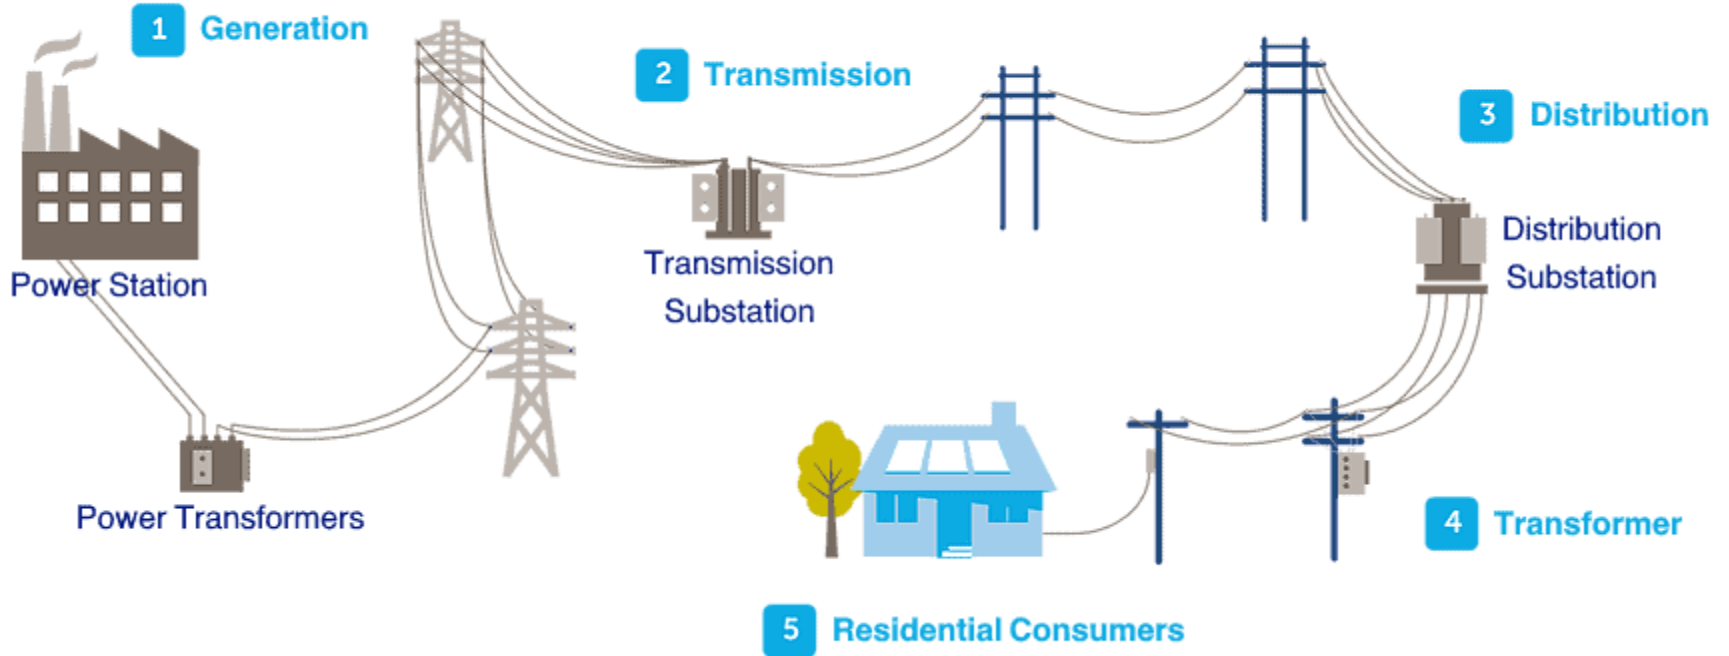 1 Generation
2 Transmission
3 Distribution
Power Station
Transmission
Substation
Distribution
Substation
Power Transformers
4 Transformer
5 Residential Consumers